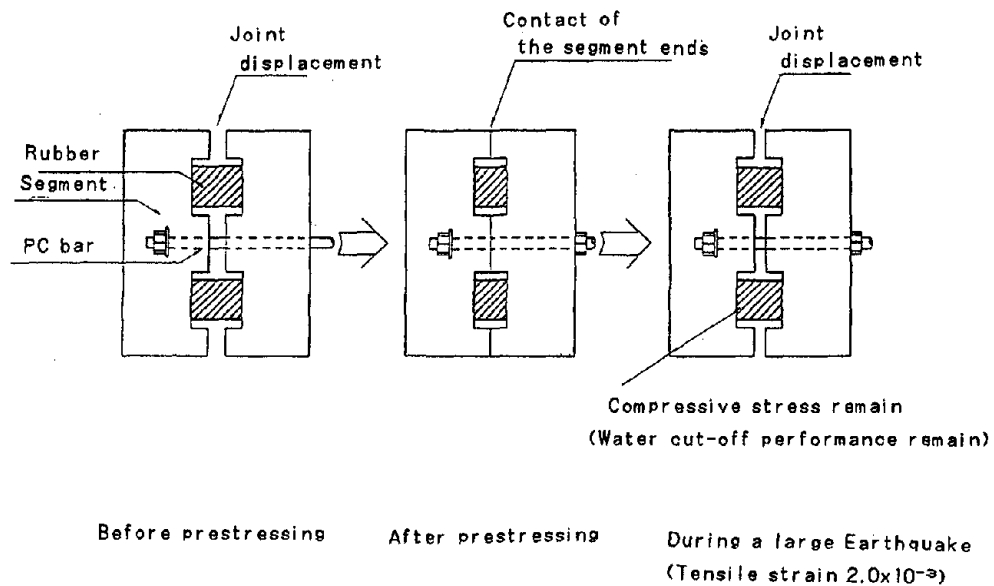 Joint
displacement
Contact of
the segment ends
Joint
displacement
Rubber
Segment
PC bar
Compressive stress remain
(Water cut-off performance remain)
Before prestressing
After prestressing
During a large Earthquake
(Tensile strain 2.0x10⁻³)